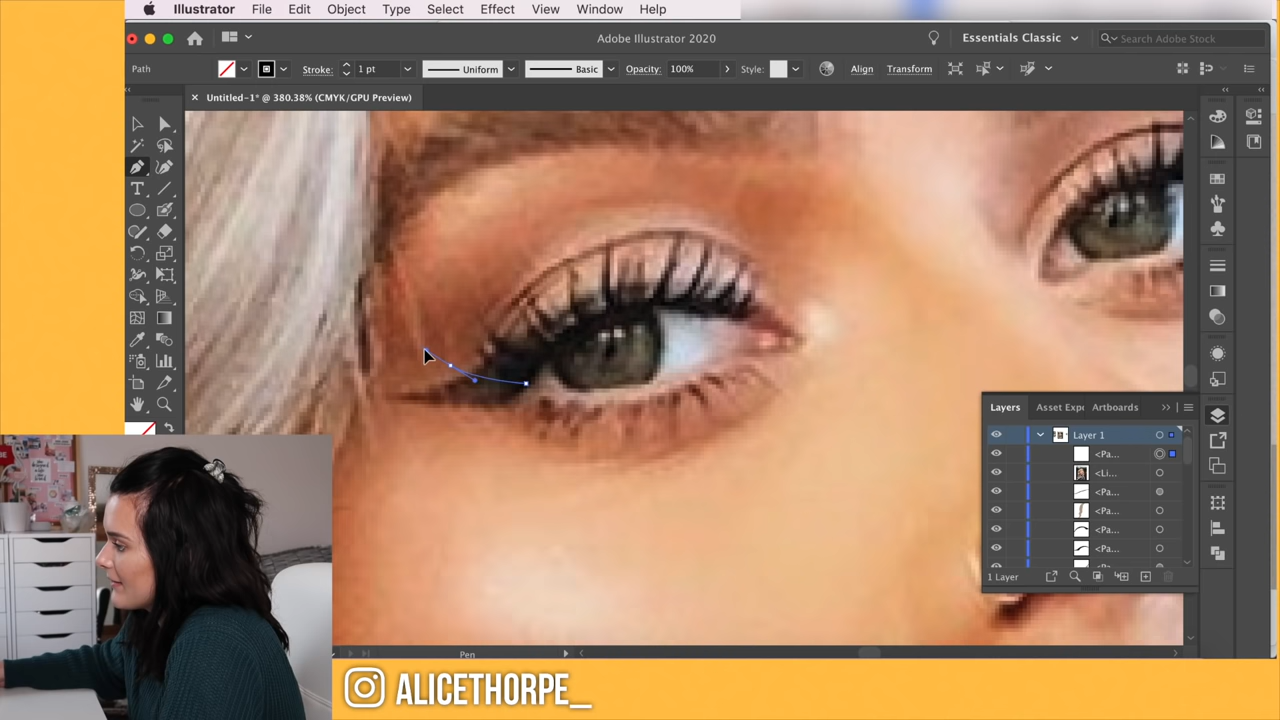 Illustrator File Edit Object Type Select Effect View Window Help
Adobe Illustrator 2020
Essentials Classic
Search Adobe Stock
Path
Stroke: 1 pt
Uniform
Basic
Opacity: 100%
Style:
Align
Transform
× Untitled-1* @ 380.38% (CMYK/GPU Preview)
Layers Asset Expo Artboards
Layer 1
<Pa...
<Li...
<Pa...
<Pa...
<Pa...
<Pa...
1 Layer
Pen
ALICETHORPE_